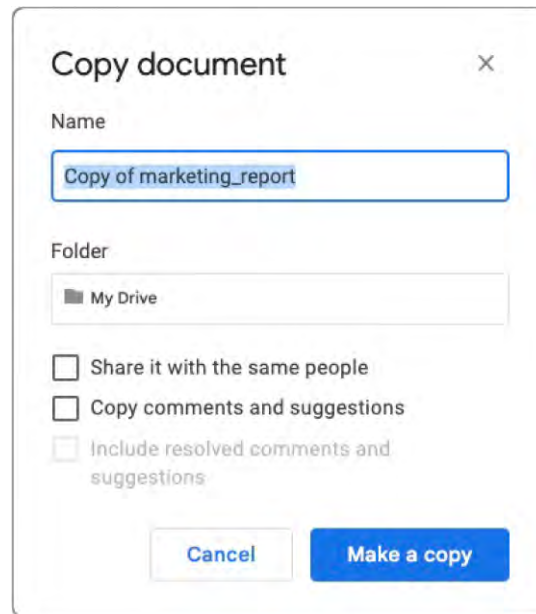 Copy document
Name
Copy of marketing_report
Folder
My Drive
Share it with the same people
Copy comments and suggestions
Include resolved comments and
suggestions
Cancel Make a copy